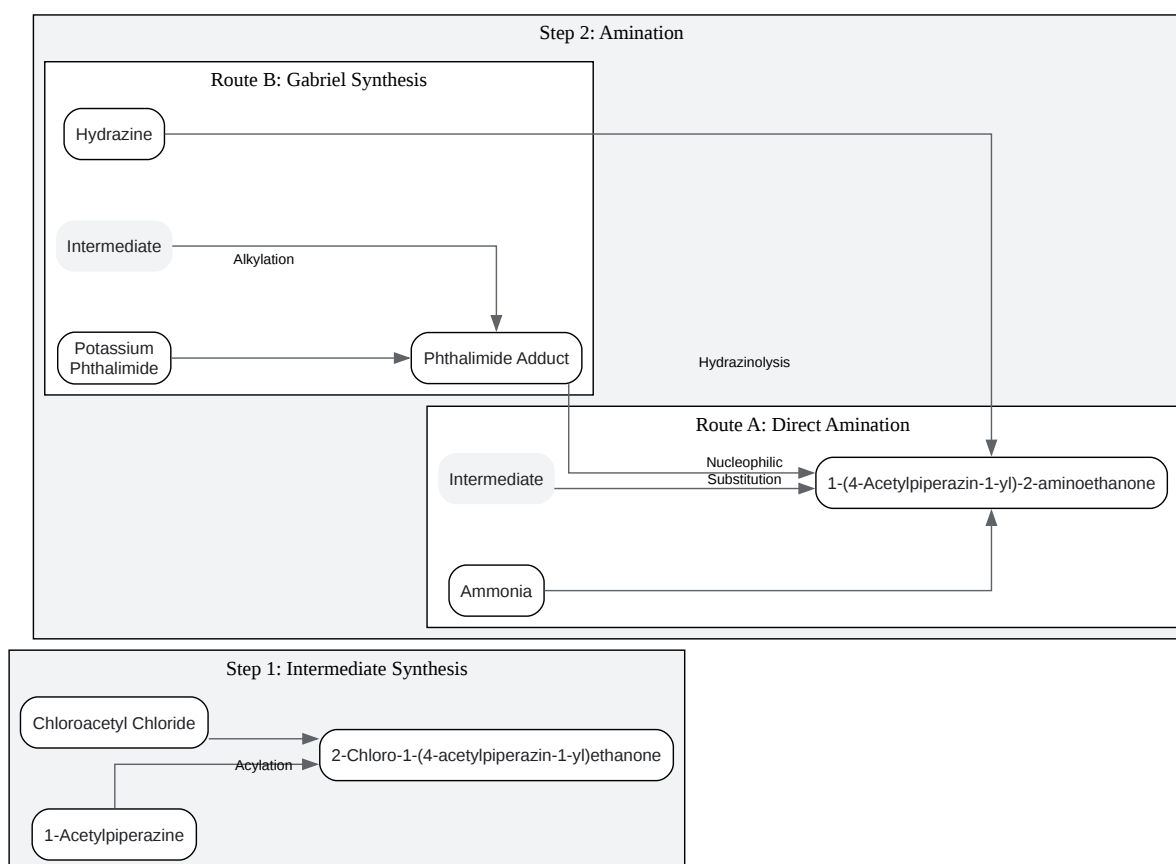 Step 2: Amination
Route B: Gabriel Synthesis
Hydrazine
Intermediate
Alkylation
Potassium
Phthalimide
Phthalimide Adduct
Hydrazinolysis
Route A: Direct Amination
Intermediate
Nucleophilic
Substitution
1-(4-Acetylpiperazin-1-yl)-2-aminoethanone
Ammonia
Step 1: Intermediate Synthesis
Chloroacetyl Chloride
2-Chloro-1-(4-acetylpiperazin-1-yl)ethanone
Acylation
1-Acetylpiperazine